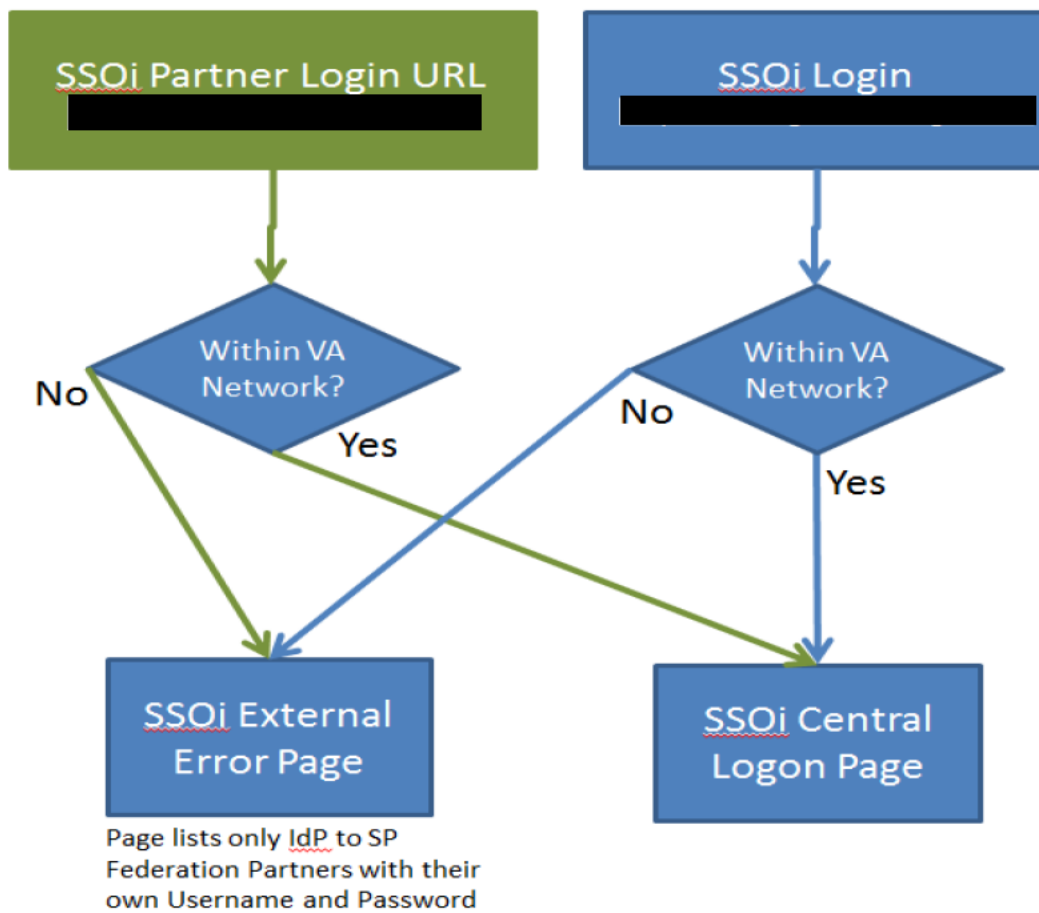 SSOi Partner Login URL
SSOi Login
Within VA
Network?
Within VA
Network?
No
Yes
No
Yes
SSOi External
Error Page
SSOi Central
Logon Page
Page lists only IdP to SP
Federation Partners with their
own Username and Password